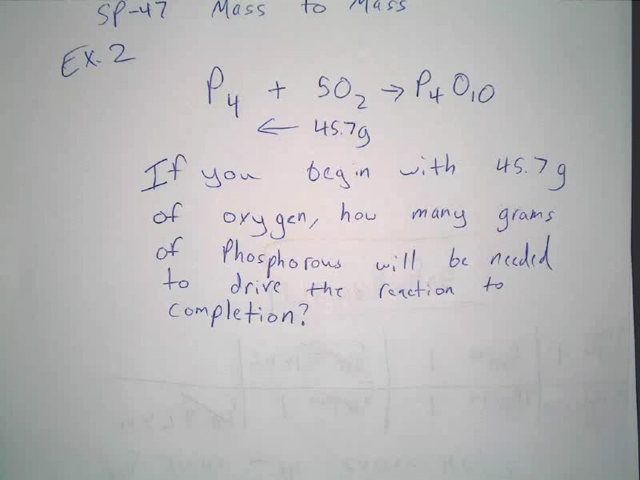 SP-47 Mass to Mass
Ex. 2
P₄ + 5O₂ → P₄O₁₀
← 45.7g
If you begin with 45.7g
of oxygen, how many grams
of Phosphorous will be needed
to drive the reaction to
completion?